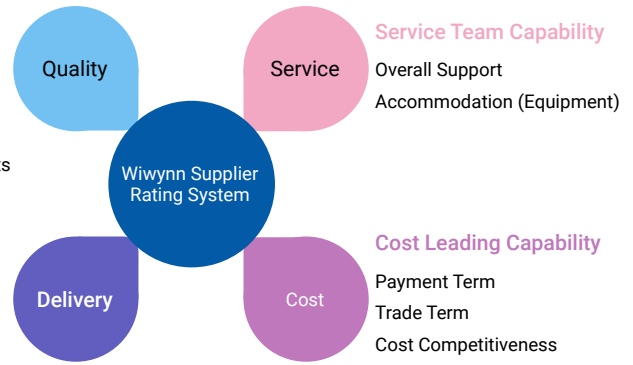 Quality
Service
Service Team Capability
Overall Support
Accommodation (Equipment)
Wiwynn Supplier
Rating System
Delivery
Cost
Cost Leading Capability
Payment Term
Trade Term
Cost Competitiveness